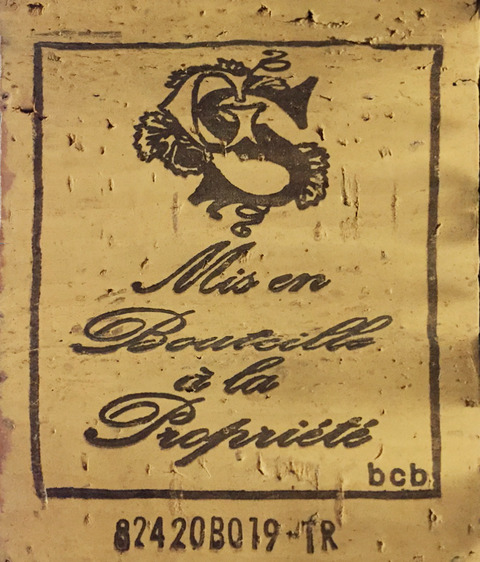 Mis en
Bouteille
à la
Propriété
bcb
82420B019-TR